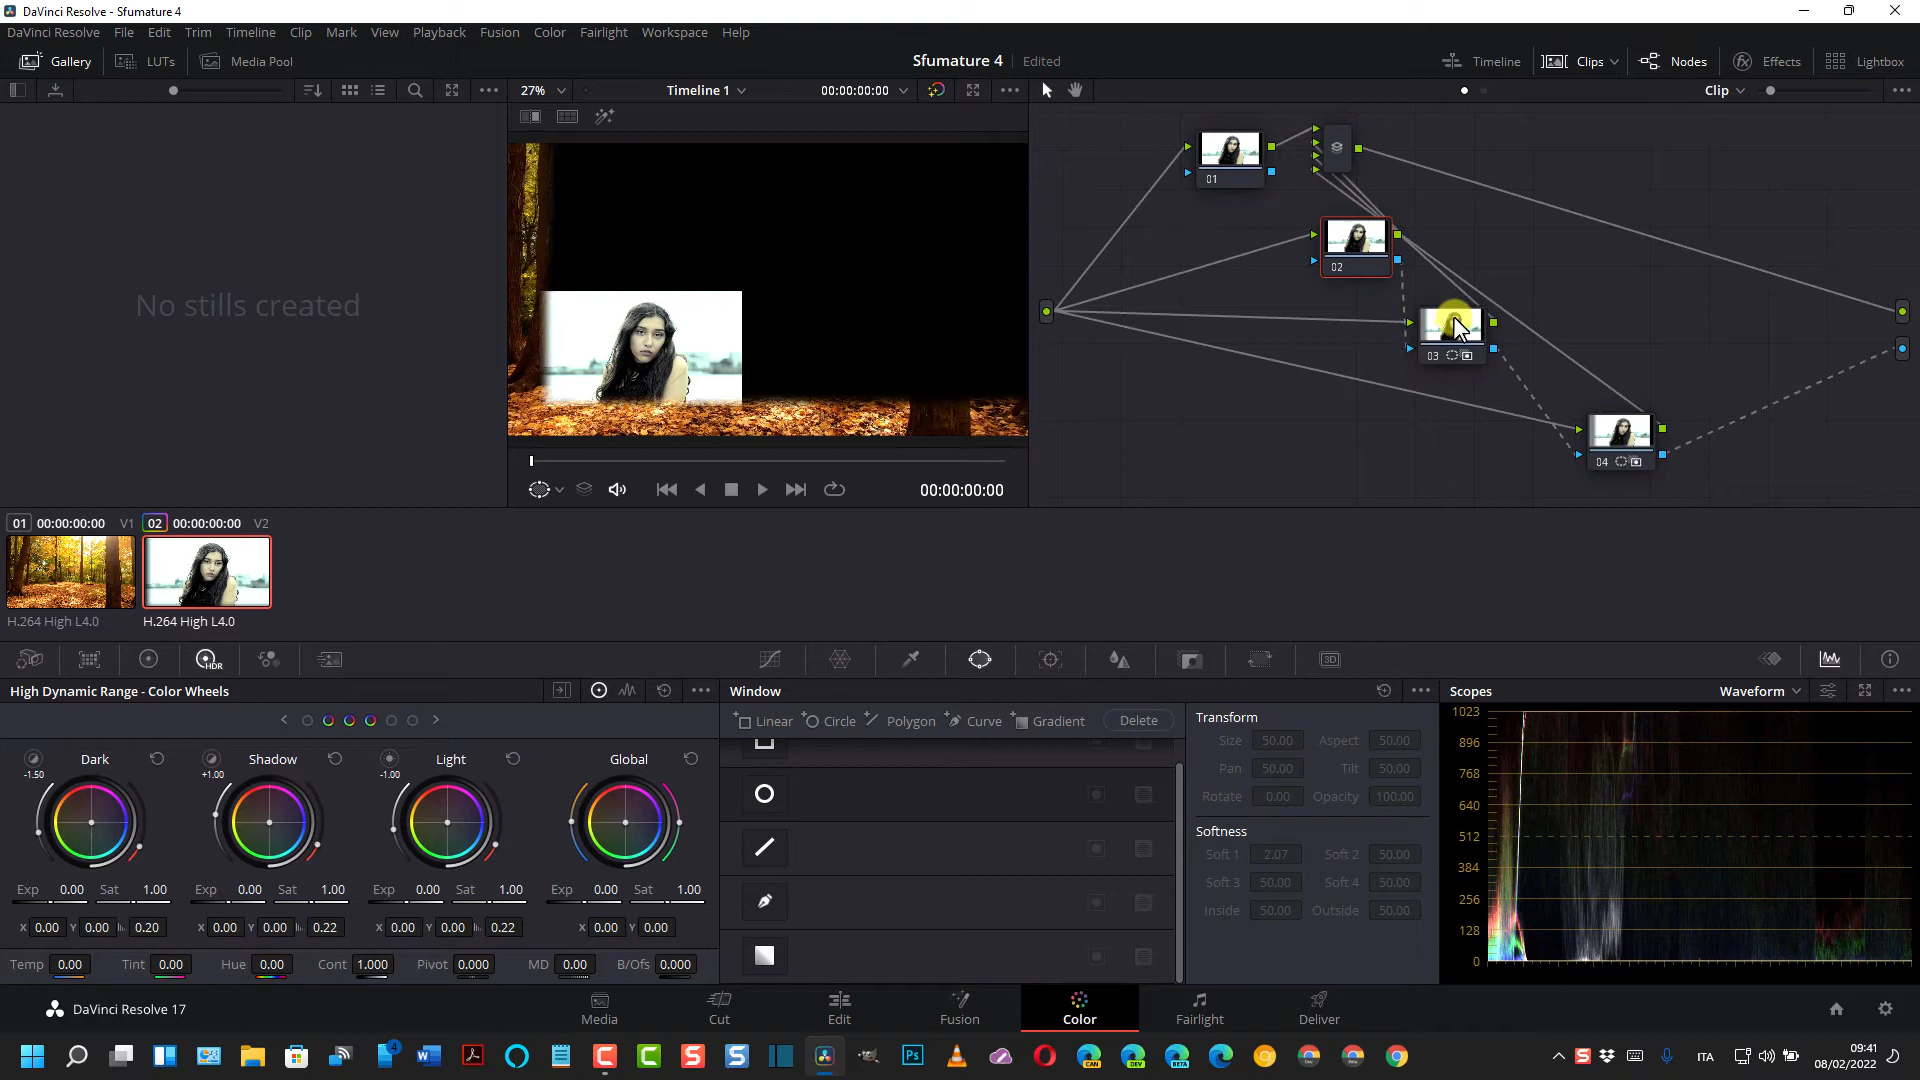 DaVinci Resolve - Sfumature 4
DaVinci Resolve File Edit Trim Timeline Clip Mark View Playback Fusion Color Fairlight Workspace Help
Gallery LUTs Media Pool Sfumature 4 Edited Timeline Clips Nodes Effects Lightbox
27% Timeline 1 00:00:00:00 Clip
No stills created
01
02
03
04
00:00:00:00
01 00:00:00:00 V1 02 00:00:00:00 V2
H.264 High L4.0 H.264 High L4.0
HDR 3D
High Dynamic Range - Color Wheels Window Scopes Waveform
Linear Circle Polygon Curve Gradient Delete
Transform
Size 50.00 Aspect 50.00
Pan 50.00 Tilt 50.00
Rotate 0.00 Opacity 100.00
Softness
Soft 1 2.07 Soft 2 50.00
Soft 3 50.00 Soft 4 50.00
Inside 50.00 Outside 50.00
1023
896
768
640
512
384
256
128
0
Dark Shadow Light Global
-1.50 +1.00 -1.00
Exp 0.00 Sat 1.00 Exp 0.00 Sat 1.00 Exp 0.00 Sat 1.00 Exp 0.00 Sat 1.00
X 0.00 Y 0.00 0.20 X 0.00 Y 0.00 0.22 X 0.00 Y 0.00 0.22 X 0.00 Y 0.00
Temp 0.00 Tint 0.00 Hue 0.00 Cont 1.000 Pivot 0.000 MD 0.00 B/Ofs 0.000
DaVinci Resolve 17 Media Cut Edit Fusion Color Fairlight Deliver
4 Ps CAN DEV BETA ITA 09:41
08/02/2022